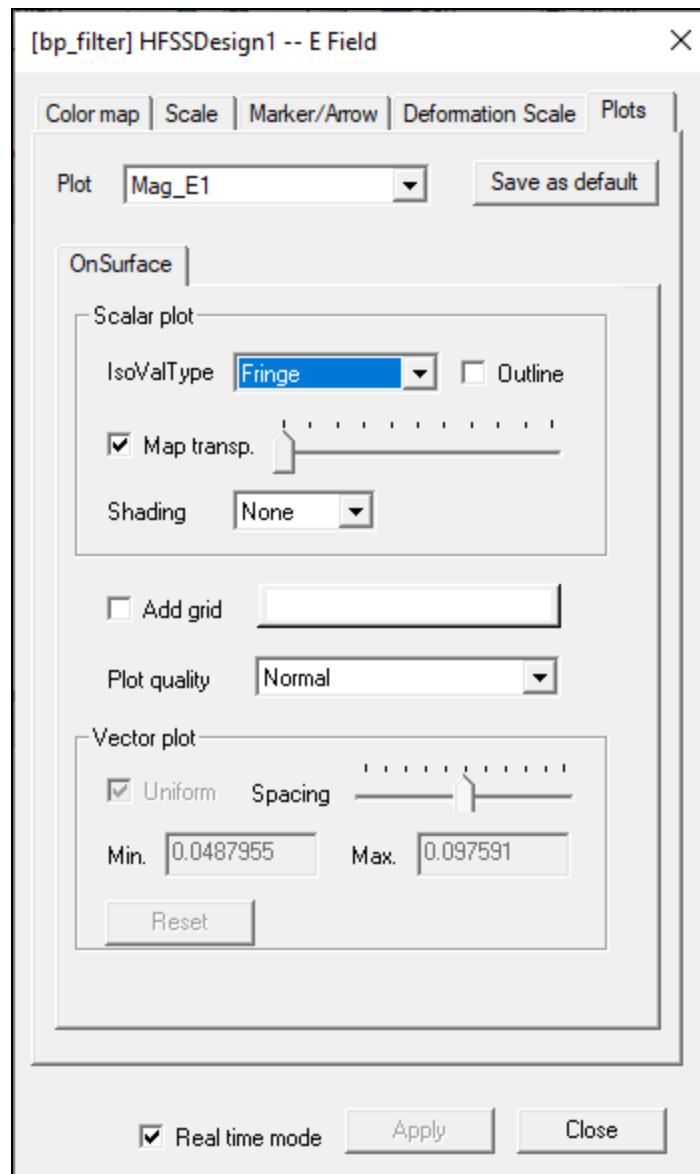 [bp_filter] HFSSDesign1 -- E Field
Color map Scale Marker/Arrow Deformation Scale Plots
Plot Mag_E1 Save as default
OnSurface
Scalar plot
IsoValType Fringe Outline
Map transp.
Shading None
Add grid
Plot quality Normal
Vector plot
Uniform Spacing
Min. 0.0487955 Max. 0.097591
Reset
Real time mode Apply Close